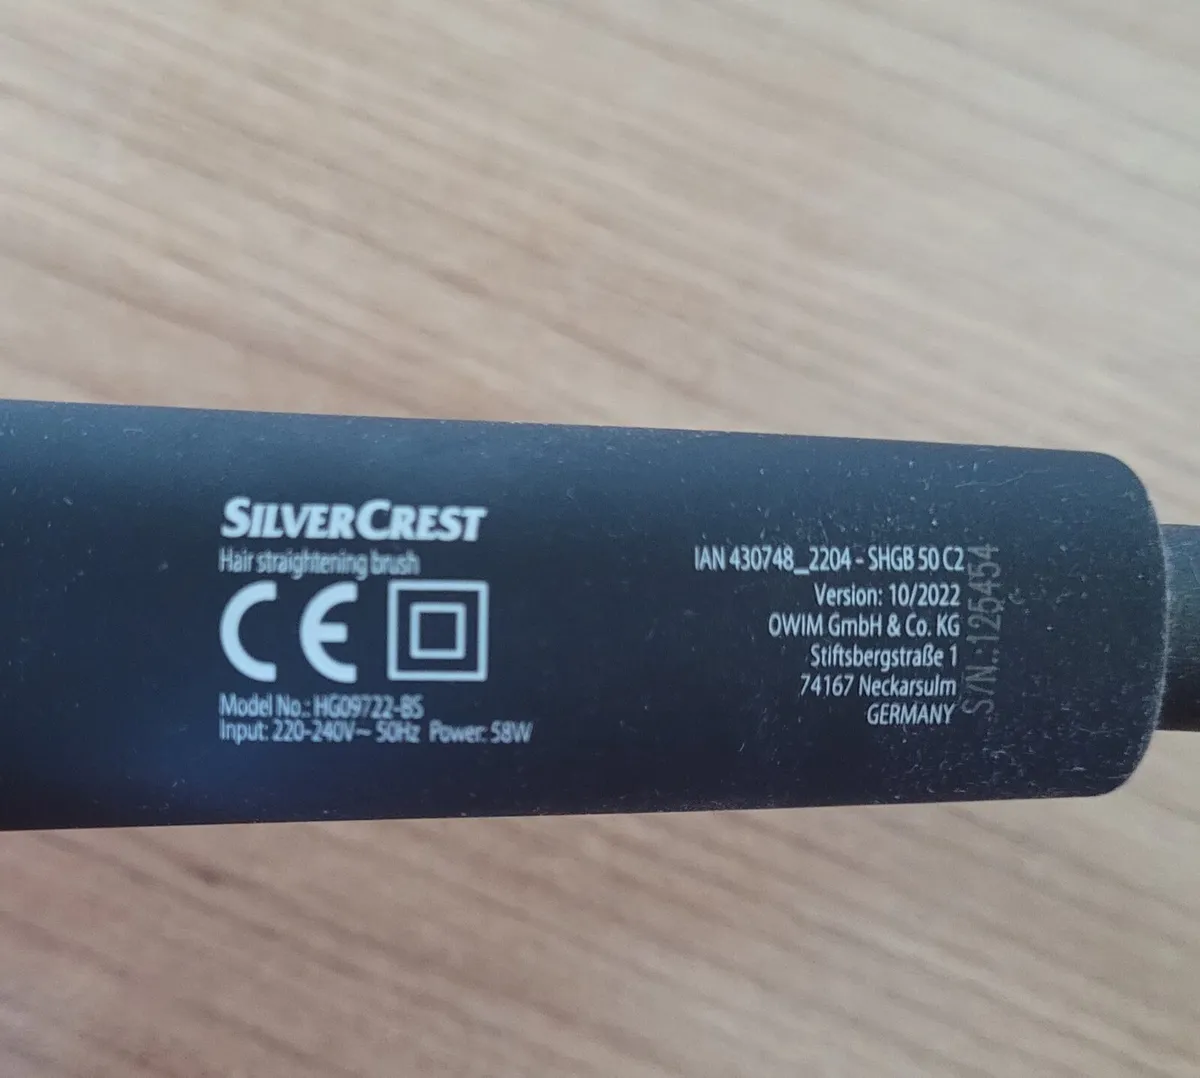 SILVERCREST
Hair straightening brush
CE
Model No.: HG09722-BS
Input: 220-240V~ 50Hz Power: 58W
IAN 430748_2204 - SHGB 50 C2
Version: 10/2022
OWIM GmbH & Co. KG
Stiftsbergstraße 1
74167 Neckarsulm
GERMANY
S/N.:125454